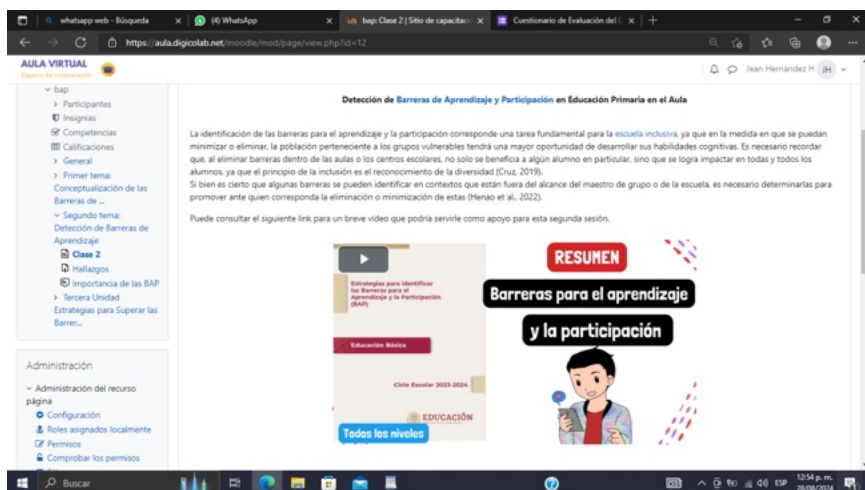 whatsapp web - Búsqueda
(4) WhatsApp
bap: Clase 2 | Sitio de capacitaci
Cuestionario de Evaluación del C
https://aula.digicolab.net/moodle/mod/page/view.php?id=12
AULA VIRTUAL
Espacio de colaboración
Jean Hernandez H JH
bap
Participantes
Insignias
Competencias
Calificaciones
General
Primer tema:
Conceptualización de las
Barreras de ...
Segundo tema:
Detección de Barreras de
Aprendizaje
Clase 2
Hallazgos
Importancia de las BAP
Tercera Unidad
Estrategias para Superar las
Barrer...
Administración
Administración del recurso
página
Configuración
Roles asignados localmente
Permisos
Comprobar los permisos
Detección de Barreras de Aprendizaje y Participación en Educación Primaria en el Aula
La identificación de las barreras para el aprendizaje y la participación corresponde una tarea fundamental para la escuela inclusiva, ya que en la medida en que se puedan
minimizar o eliminar, la población perteneciente a los grupos vulnerables tendrá una mayor oportunidad de desarrollar sus habilidades cognitivas. Es necesario recordar
que, al eliminar barreras dentro de las aulas o los centros escolares, no solo se beneficia a algún alumno en particular, sino que se logra impactar en todas y todos los
alumnos, ya que el principio de la inclusión es el reconocimiento de la diversidad (Cruz, 2019).
Si bien es cierto que algunas barreras se pueden identificar en contextos que están fuera del alcance del maestro de grupo o de la escuela, es necesario determinarlas para
promover ante quien corresponda la eliminación o minimización de estas (Henao et al., 2022).
Puede consultar el siguiente link para un breve vídeo que podría servirle como apoyo para esta segunda sesión.
Estrategias para identificar
las Barreras para el
Aprendizaje y la Participación
(BAP)
Educación Básica
Ciclo Escolar 2023-2024
EDUCACIÓN
Todos los niveles
RESUMEN
Barreras para el aprendizaje
y la participación
Buscar
ESP
12:54 p. m.
28/08/2024